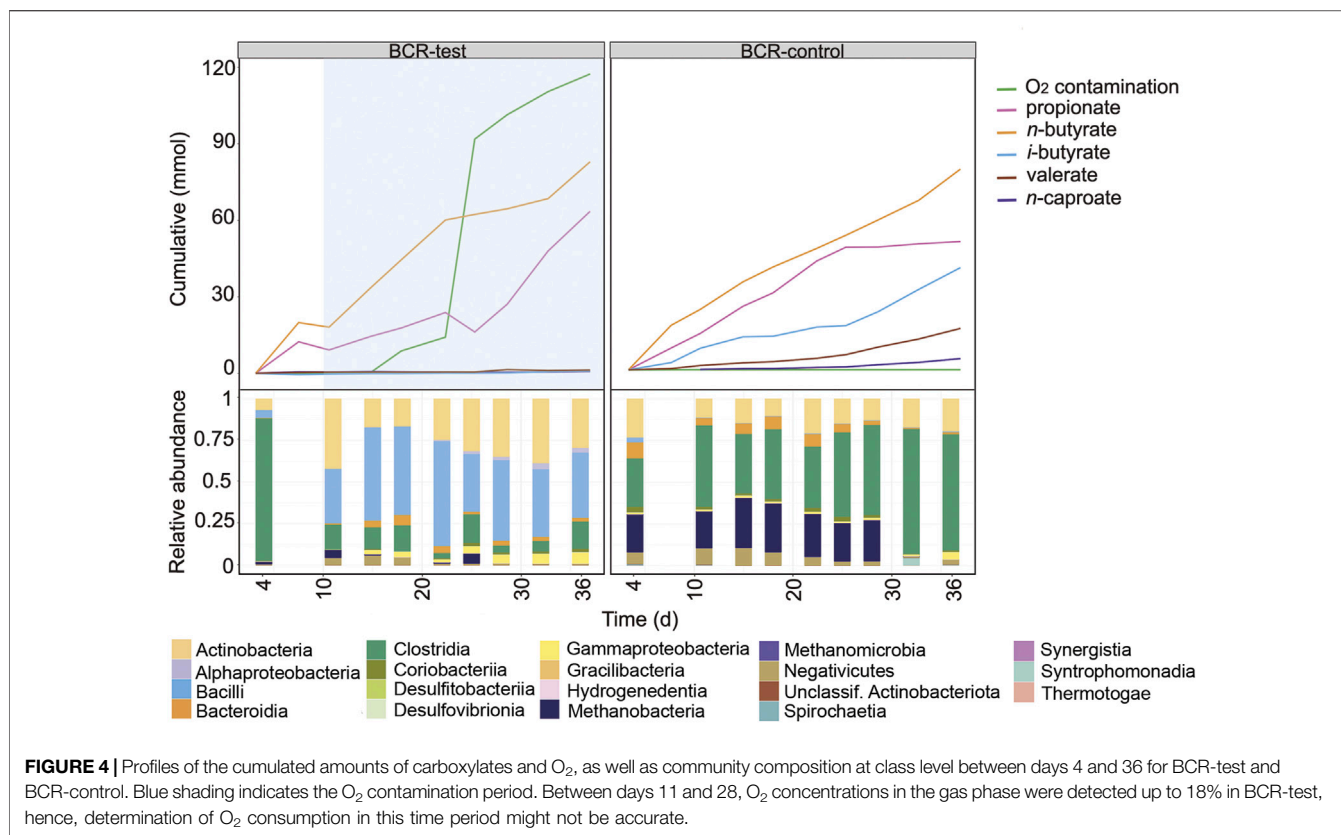 BCR-test
BCR-control
120
90
60
30
0
Cumulative (mmol)
O2 contamination
propionate
n-butyrate
i-butyrate
valerate
n-caproate
1
0.75
0.5
0.25
0
Relative abundance
4
10
20
30
36
4
10
20
30
36
Time (d)
Actinobacteria
Alphaproteobacteria
Bacilli
Bacteroidia
Clostridia
Coriobacteriia
Desulfitobacteriia
Desulfovibrionia
Gammaproteobacteria
Gracilibacteria
Hydrogenedentia
Methanobacteria
Methanomicrobia
Negativicutes
Unclassif. Actinobacteriota
Spirochaetia
Synergistia
Syntrophomonadia
Thermotogae
FIGURE 4 | Profiles of the cumulated amounts of carboxylates and O2, as well as community composition at class level between days 4 and 36 for BCR-test and
BCR-control. Blue shading indicates the O2 contamination period. Between days 11 and 28, O2 concentrations in the gas phase were detected up to 18% in BCR-test,
hence, determination of O2 consumption in this time period might not be accurate.